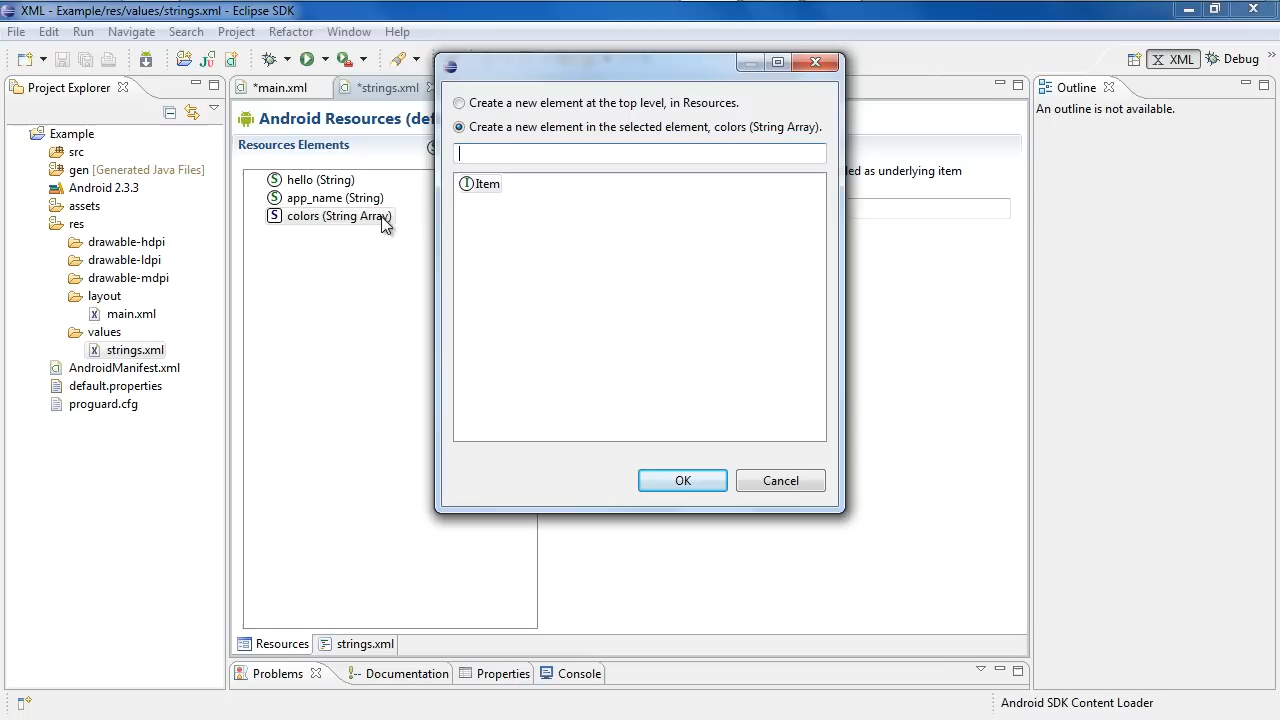 XML - Example/res/values/strings.xml - Eclipse SDK
File Edit Run Navigate Search Project Refactor Window Help
XML Debug
Project Explorer
*main.xml
*strings.xml
Outline
An outline is not available.
Example
src
gen [Generated Java Files]
Android 2.3.3
assets
res
drawable-hdpi
drawable-ldpi
drawable-mdpi
layout
main.xml
values
strings.xml
AndroidManifest.xml
default.properties
proguard.cfg
Android Resources (def
Resources Elements
hello (String)
app_name (String)
colors (String Array)
led as underlying item
Create a new element at the top level, in Resources.
Create a new element in the selected element, colors (String Array).
Item
OK Cancel
Resources strings.xml
Problems Documentation Properties Console
Android SDK Content Loader